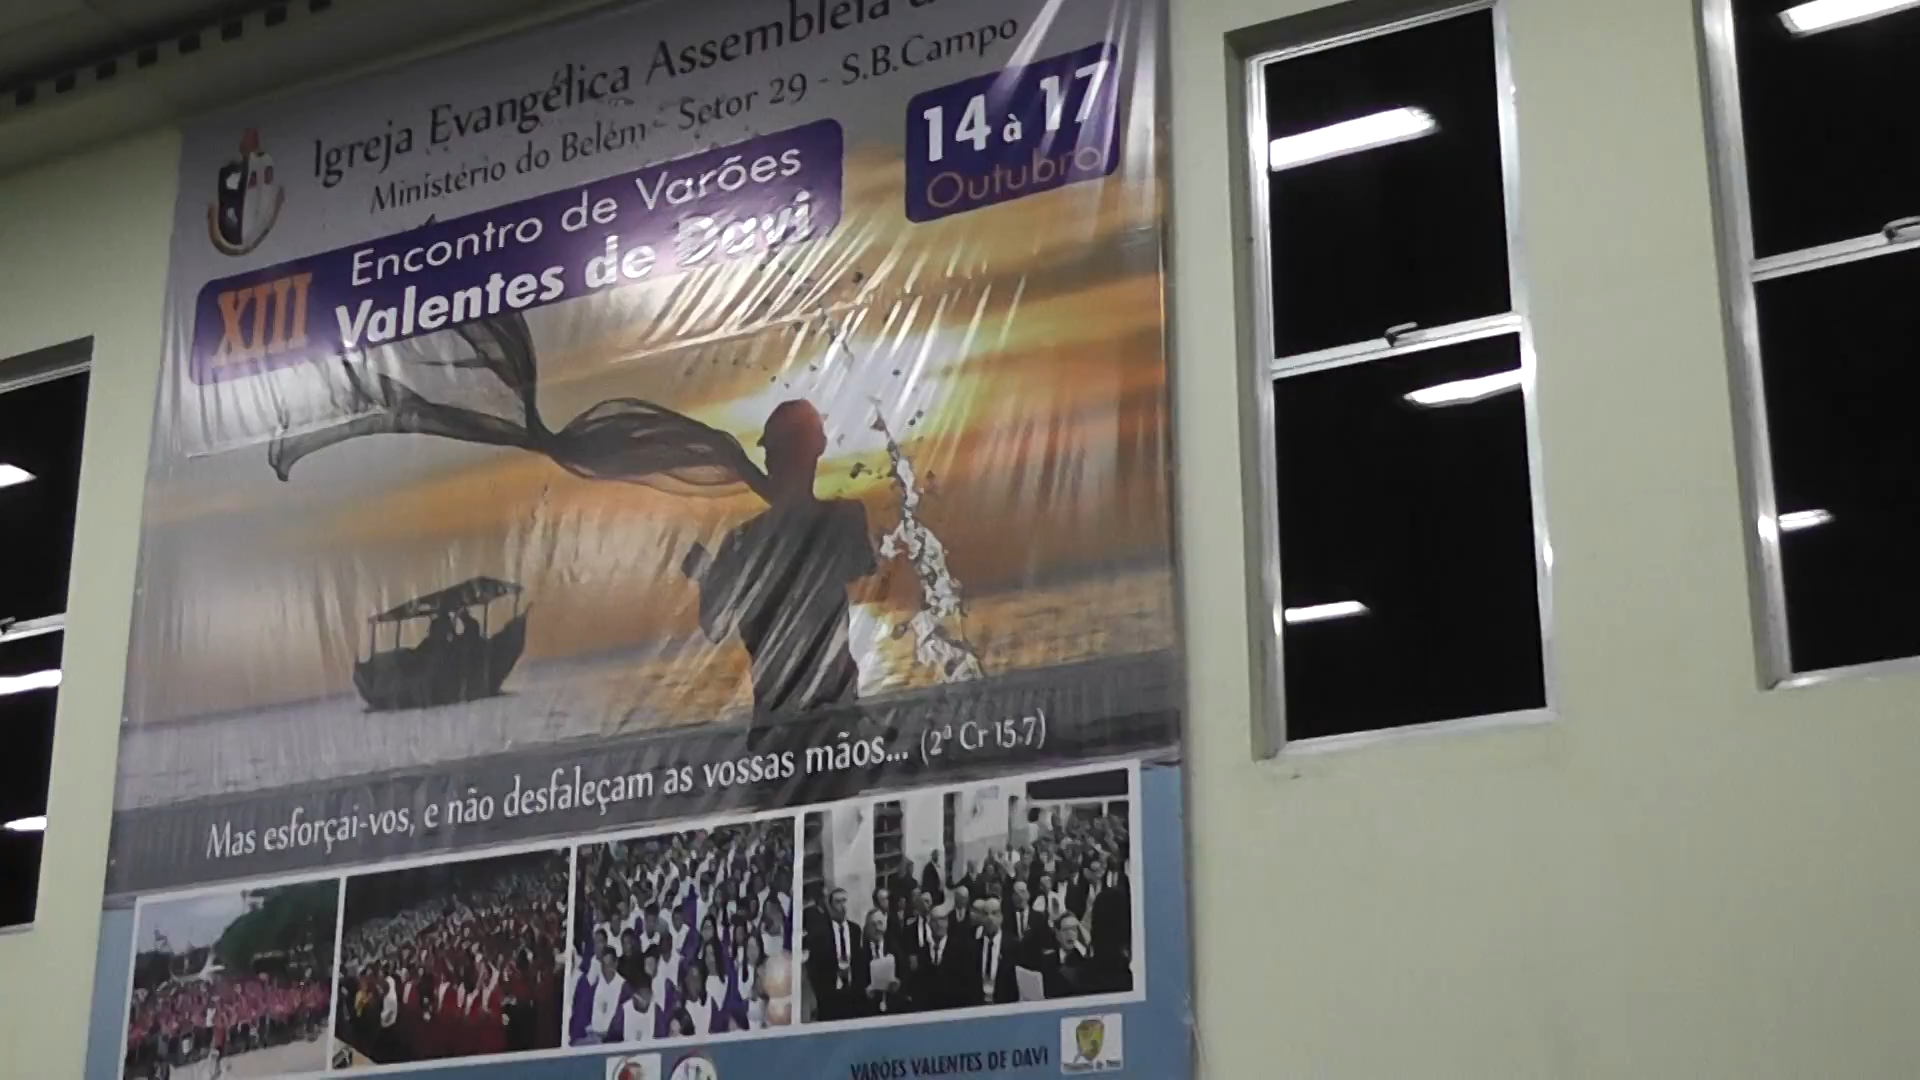 Igreja Evangélica Assembleia
Ministério do Belém - Setor 29 - S.B.Campo
14 à 17
Outubro
XIII
Encontro de Varões
Valentes de Davi
Mas esforçai-vos, e não desfaleçam as vossas mãos... (2ª Cr 15.7)
VARÕES VALENTES DE DAVI